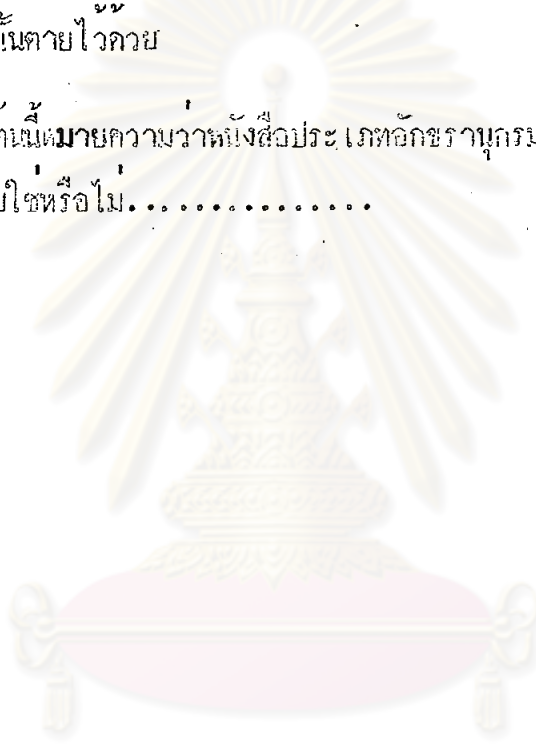 นั้นตายไว้ด้วย
ดันนี้หมายความว่าหนังสือประเภทอักขรานุกรม
ใช่หรือไม่...............